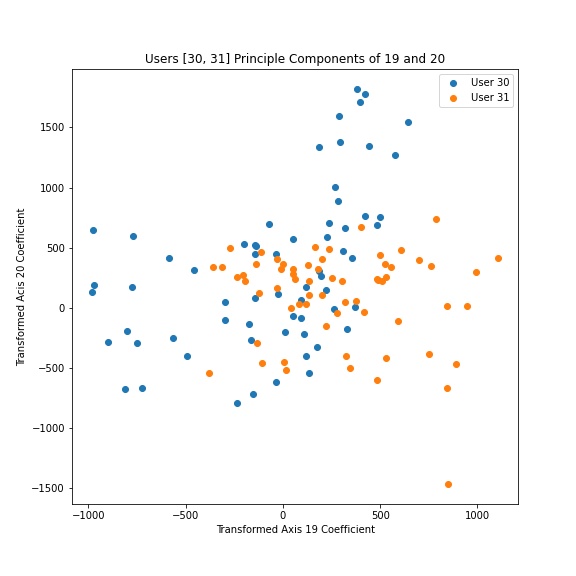 Users [30, 31] Principle Components of 19 and 20
User 30
User 31
Transformed Acis 20 Coefficient
1500
1000
500
0
−500
−1000
−1500
−1000
−500
0
500
1000
Transformed Axis 19 Coefficient